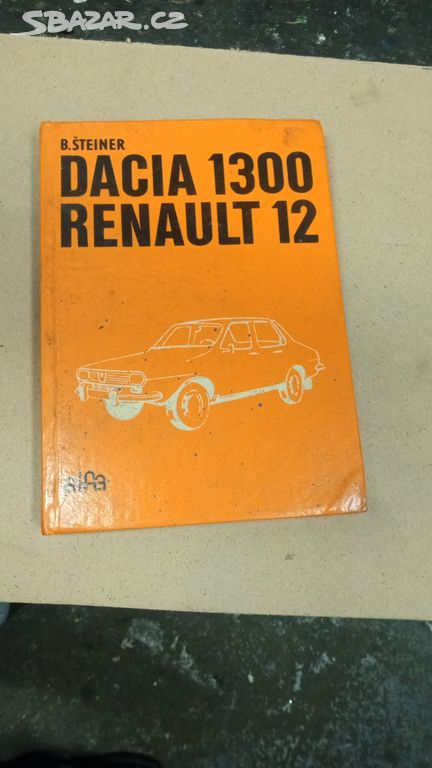 SBAZAR.CZ
B.ŠTEINER
DACIA 1300
RENAULT 12
alfa